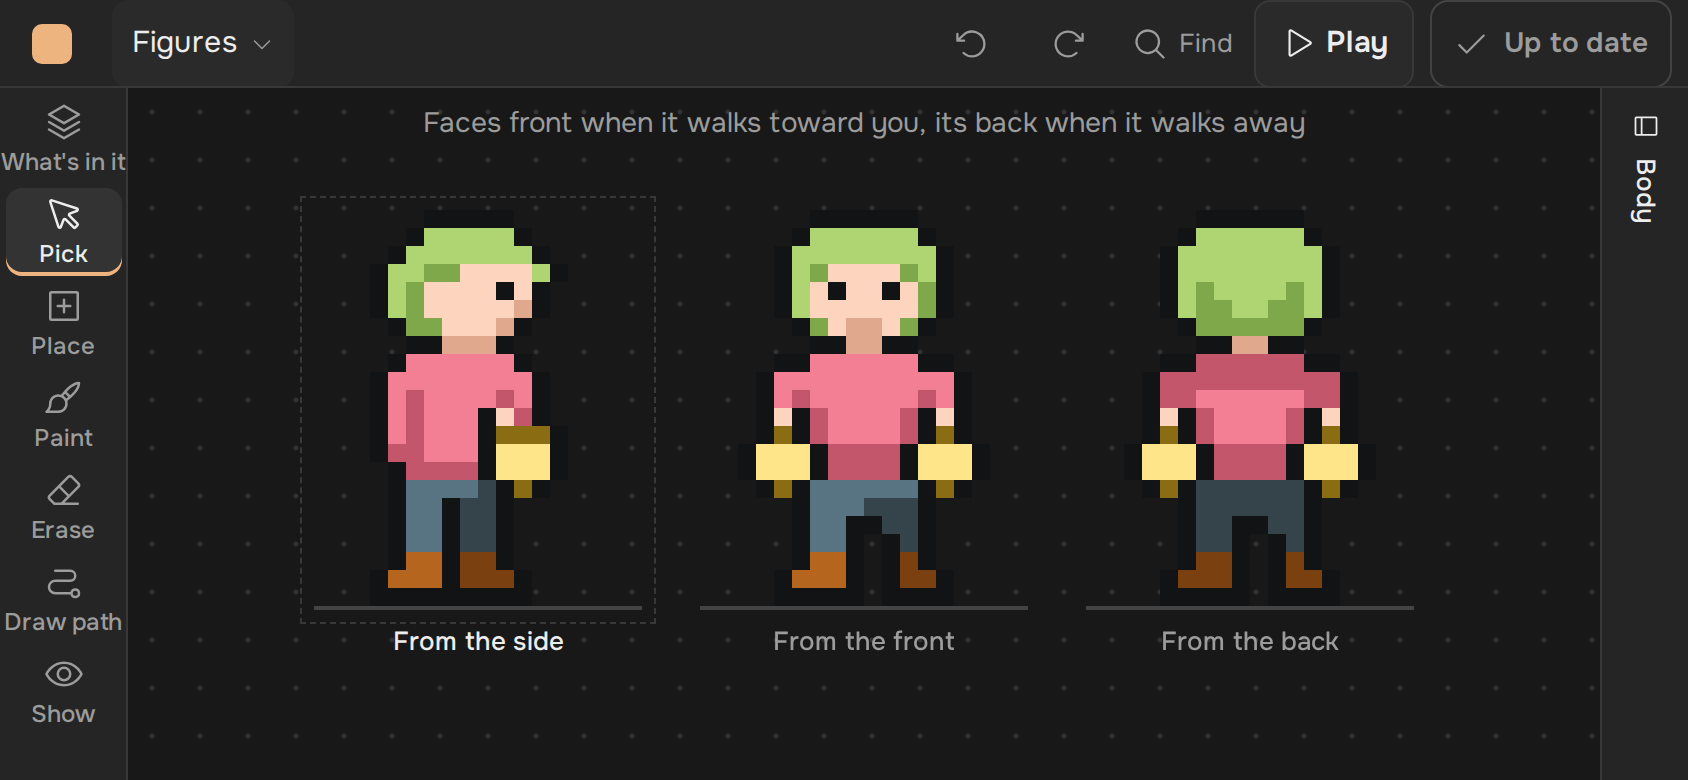 Figures
Find
Play
Up to date
What's in it
Pick
Place
Paint
Erase
Draw path
Show
Faces front when it walks toward you, its back when it walks away
From the side
From the front
From the back
Body